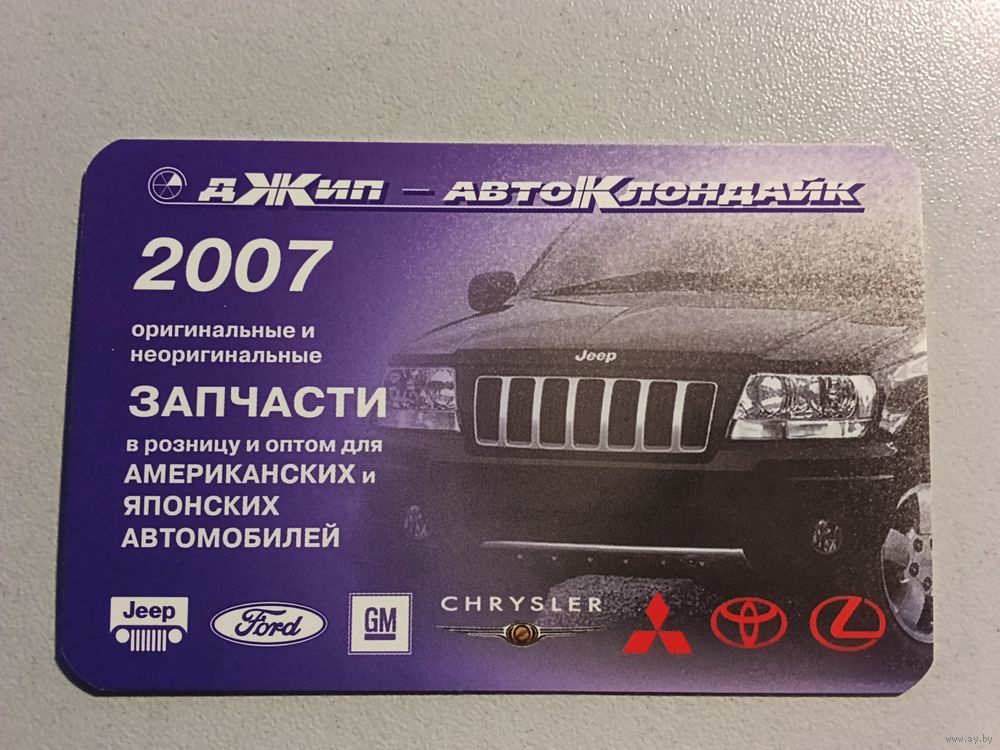 дЖип – автоКлондайк
2007
оригинальные и
неоригинальные
ЗАПЧАСТИ
в розницу и оптом для
АМЕРИКАНСКИХ и
ЯПОНСКИХ
АВТОМОБИЛЕЙ
Jeep
Jeep
Ford
GM
CHRYSLER
www.ay.by